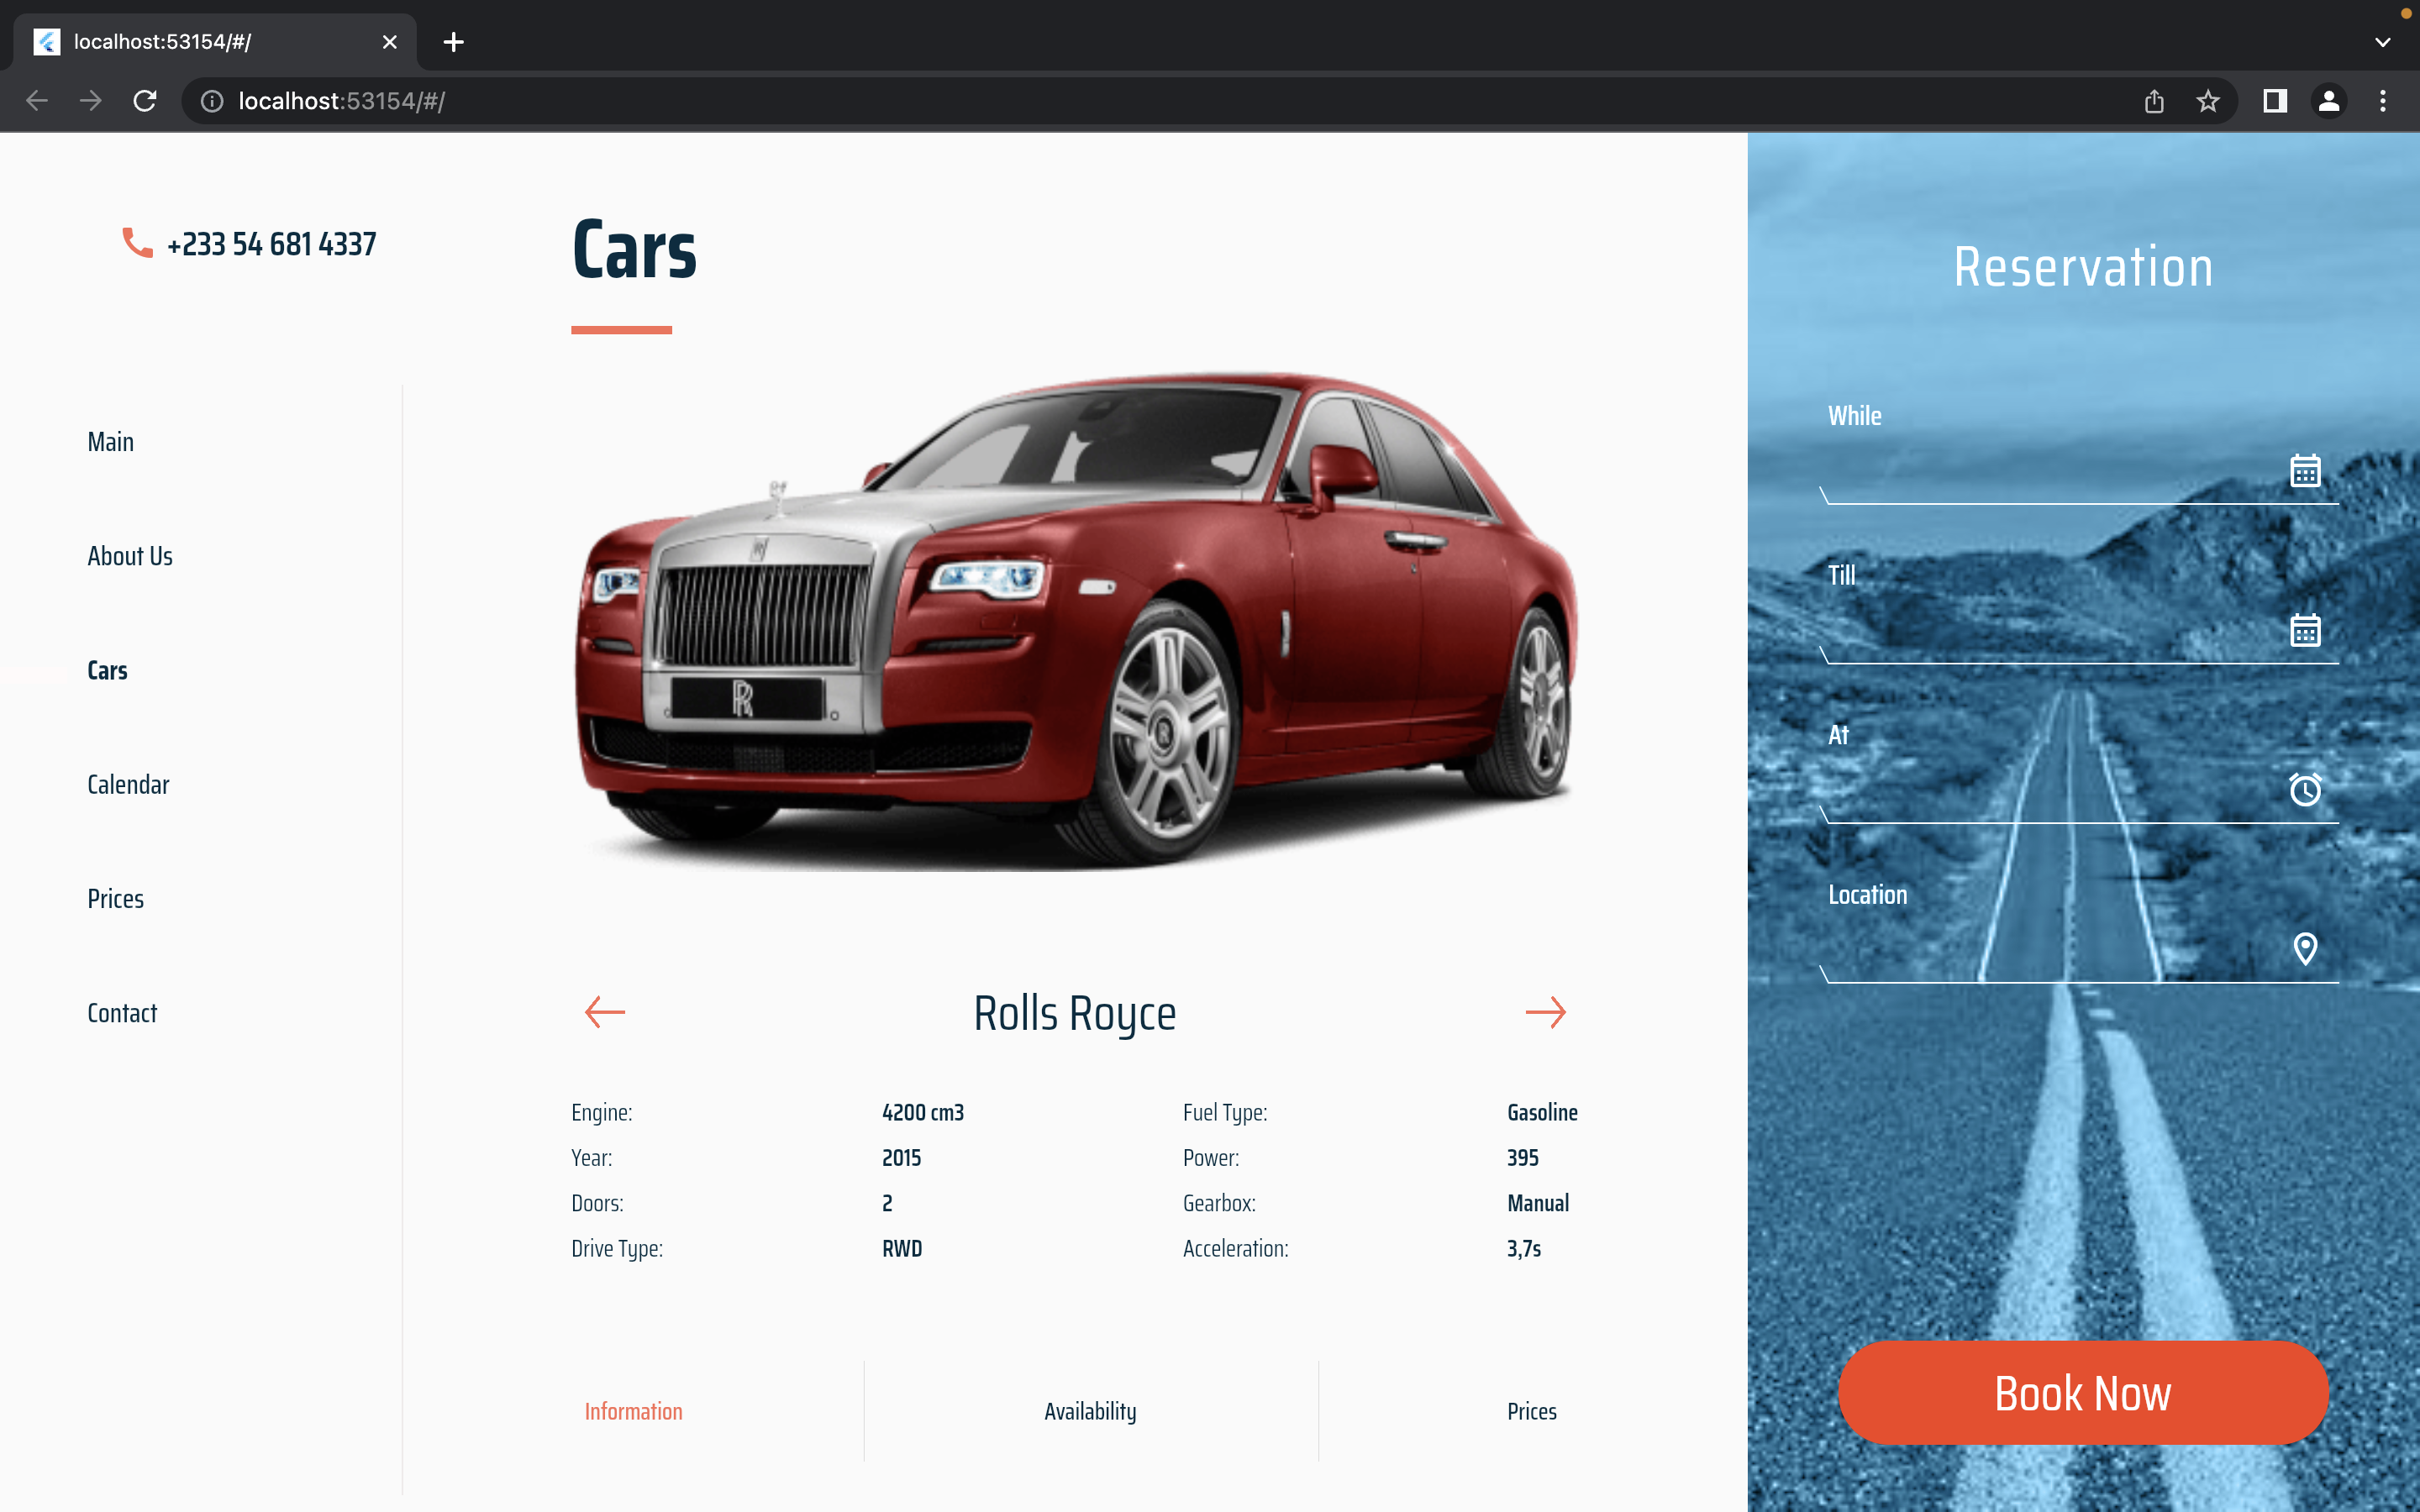 localhost:53154/#/
localhost:53154/#/
+233 54 681 4337
Main
About Us
Cars
Calendar
Prices
Contact
Cars
RR
Rolls Royce
Engine: 4200 cm3 Fuel Type: Gasoline
Year: 2015 Power: 395
Doors: 2 Gearbox: Manual
Drive Type: RWD Acceleration: 3,7s
Information Availability Prices
Reservation
While
Till
At
Location
Book Now